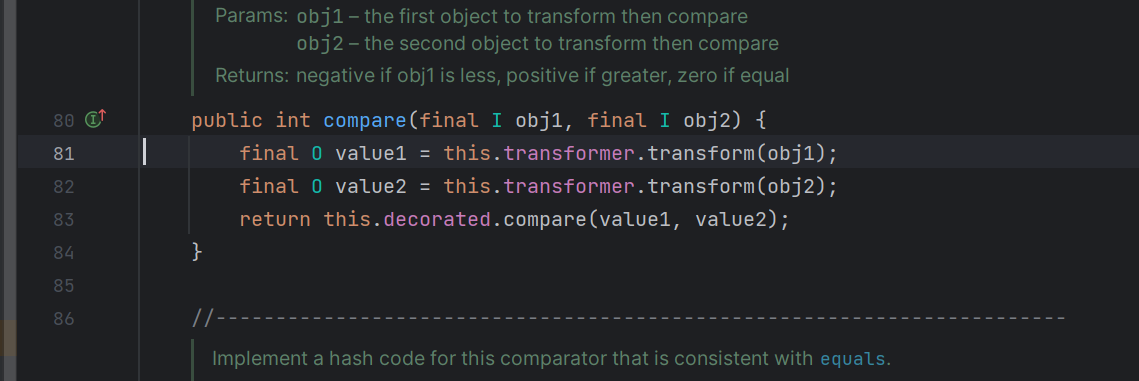 Params: obj1 – the first object to transform then compare
obj2 – the second object to transform then compare
Returns: negative if obj1 is less, positive if greater, zero if equal
80 public int compare(final I obj1, final I obj2) {
81 final O value1 = this.transformer.transform(obj1);
82 final O value2 = this.transformer.transform(obj2);
83 return this.decorated.compare(value1, value2);
84 }
85
86 //-----------------------------------------------------------------------
Implement a hash code for this comparator that is consistent with equals.